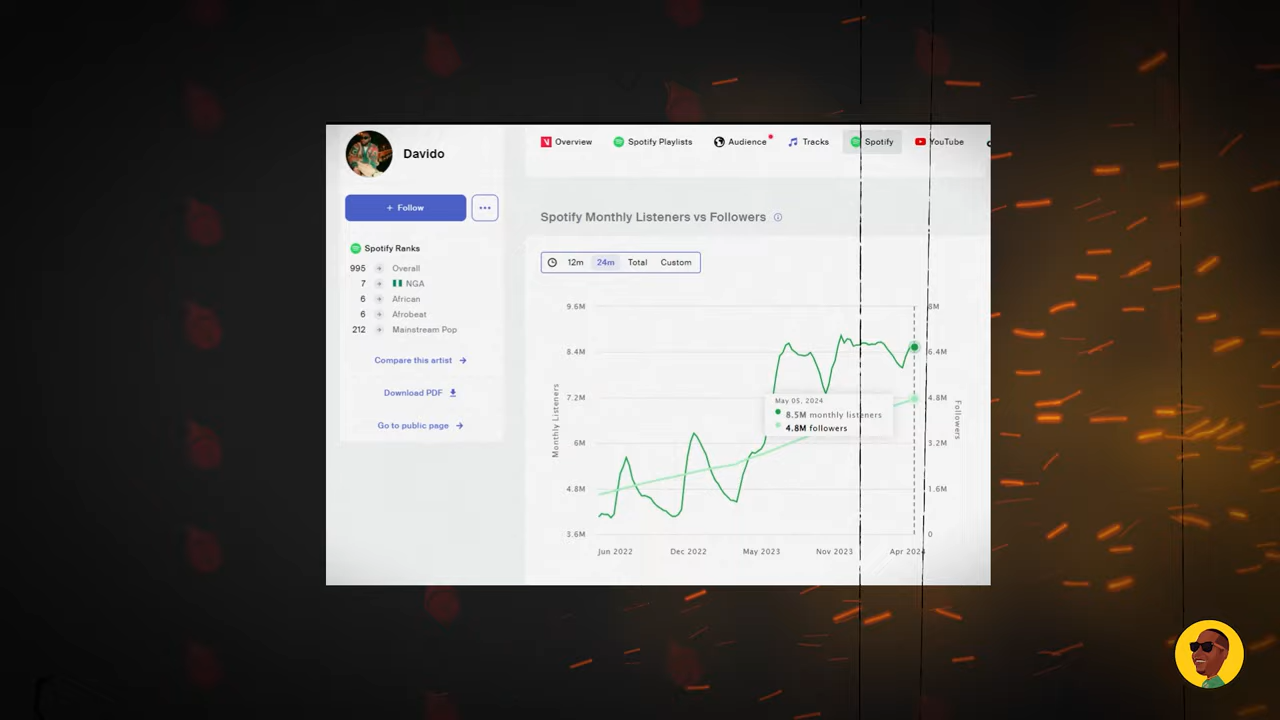 Davido
+ Follow
Spotify Ranks
995 Overall
7 NGA
6 African
6 Afrobeat
212 Mainstream Pop
Compare this artist
Download PDF
Go to public page
Overview Spotify Playlists Audience Tracks Spotify YouTube
Spotify Monthly Listeners vs Followers
12m 24m Total Custom
9.6M 8M
8.4M 6.4M
7.2M 4.8M
6M 3.2M
4.8M 1.6M
3.6M 0
Monthly Listeners
Followers
May 05, 2024
8.5M monthly listeners
4.8M followers
Jun 2022 Dec 2022 May 2023 Nov 2023 Apr 2024